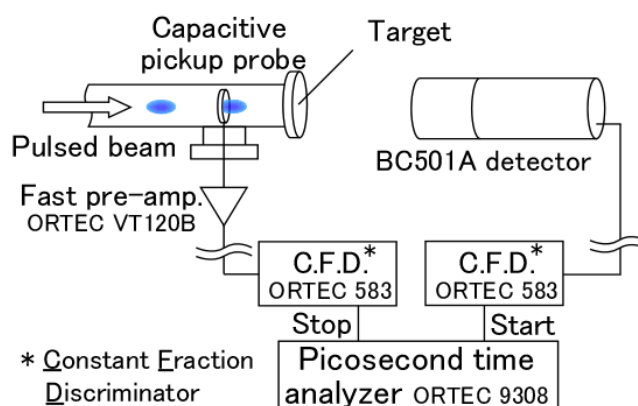 Capacitive
pickup probe
Target
Pulsed beam
BC501A detector
Fast pre-amp.
ORTEC VT120B
C.F.D.*
ORTEC 583
C.F.D.*
ORTEC 583
Stop
Start
* Constant Fraction
Discriminator
Picosecond time
analyzer ORTEC 9308